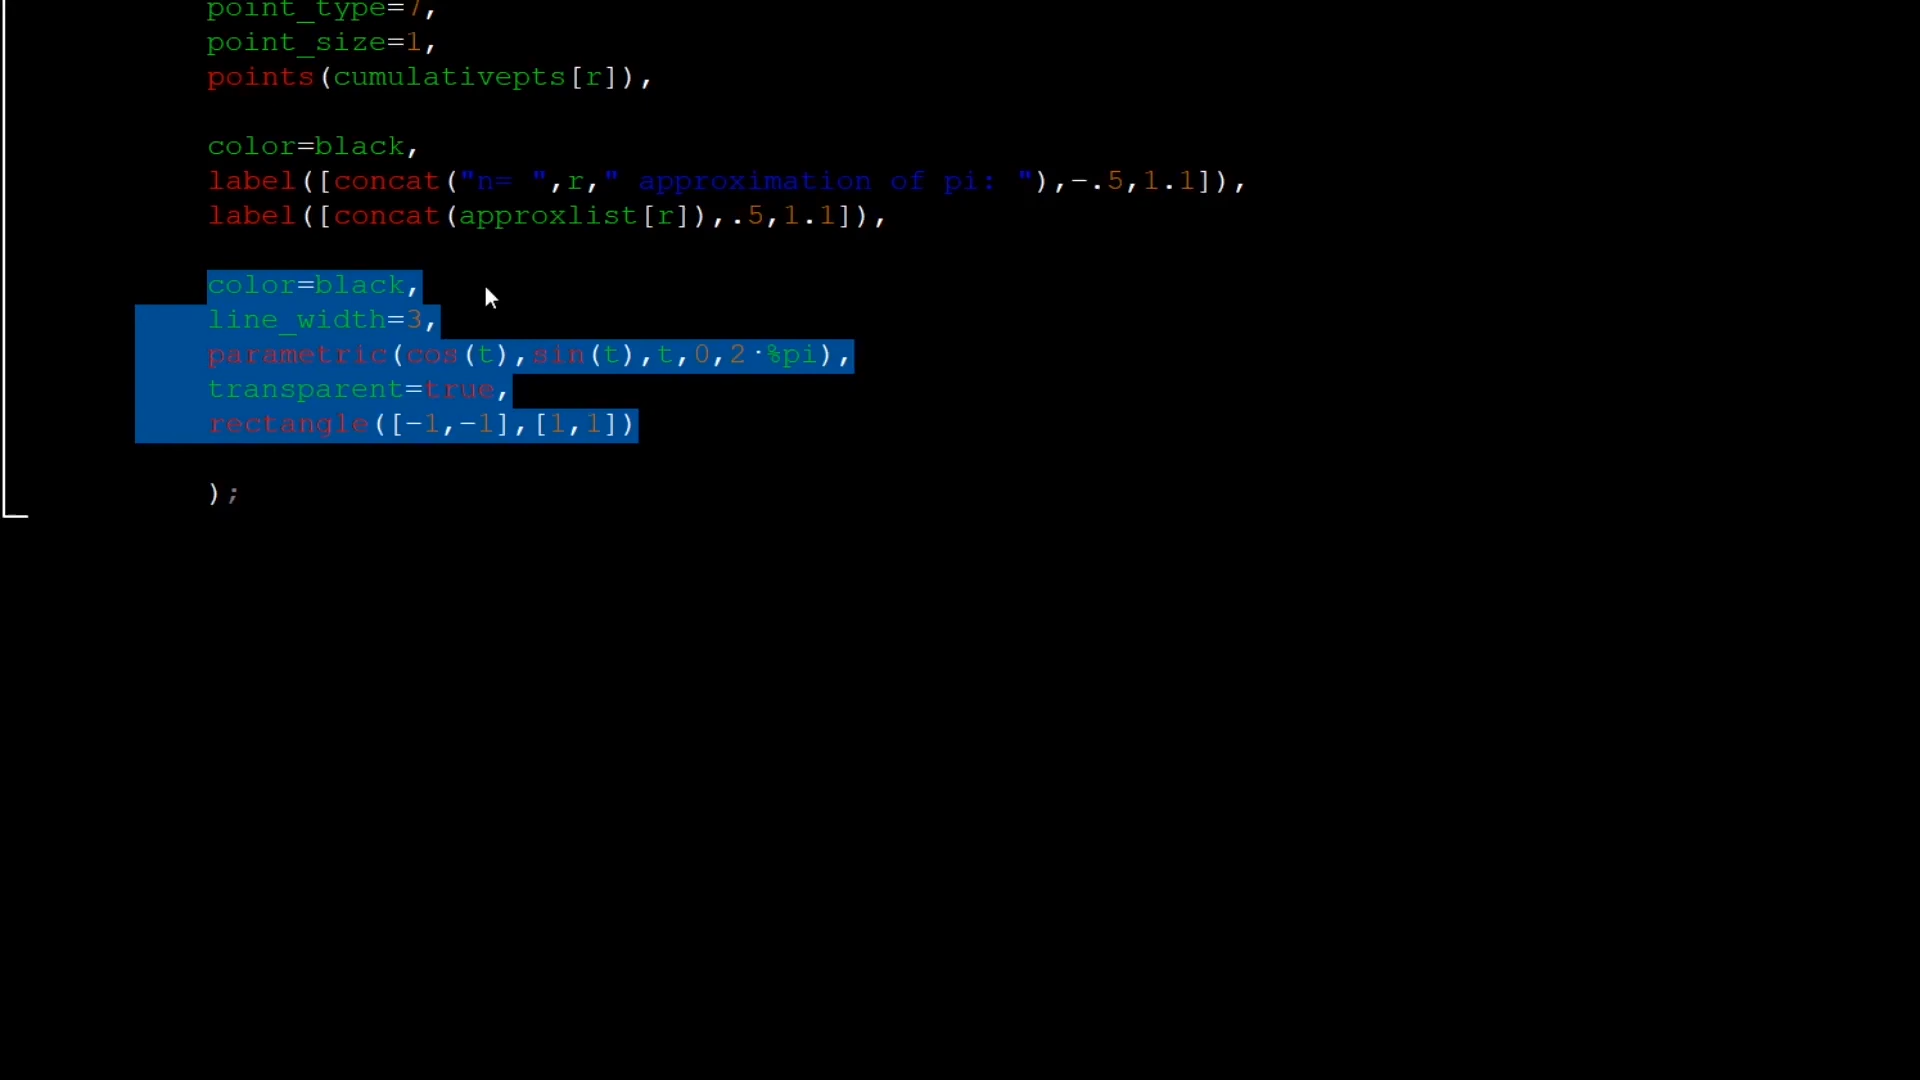 point_type=7,
point_size=1,
points(cumulativepts[r]),
color=black,
label([concat("n= ",r," approximation of pi: "),-.5,1.1]),
label([concat(approxlist[r]),.5,1.1]),
color=black,
line_width=3,
parametric(cos(t),sin(t),t,0,2·%pi),
transparent=true,
rectangle([-1,-1],[1,1])
);